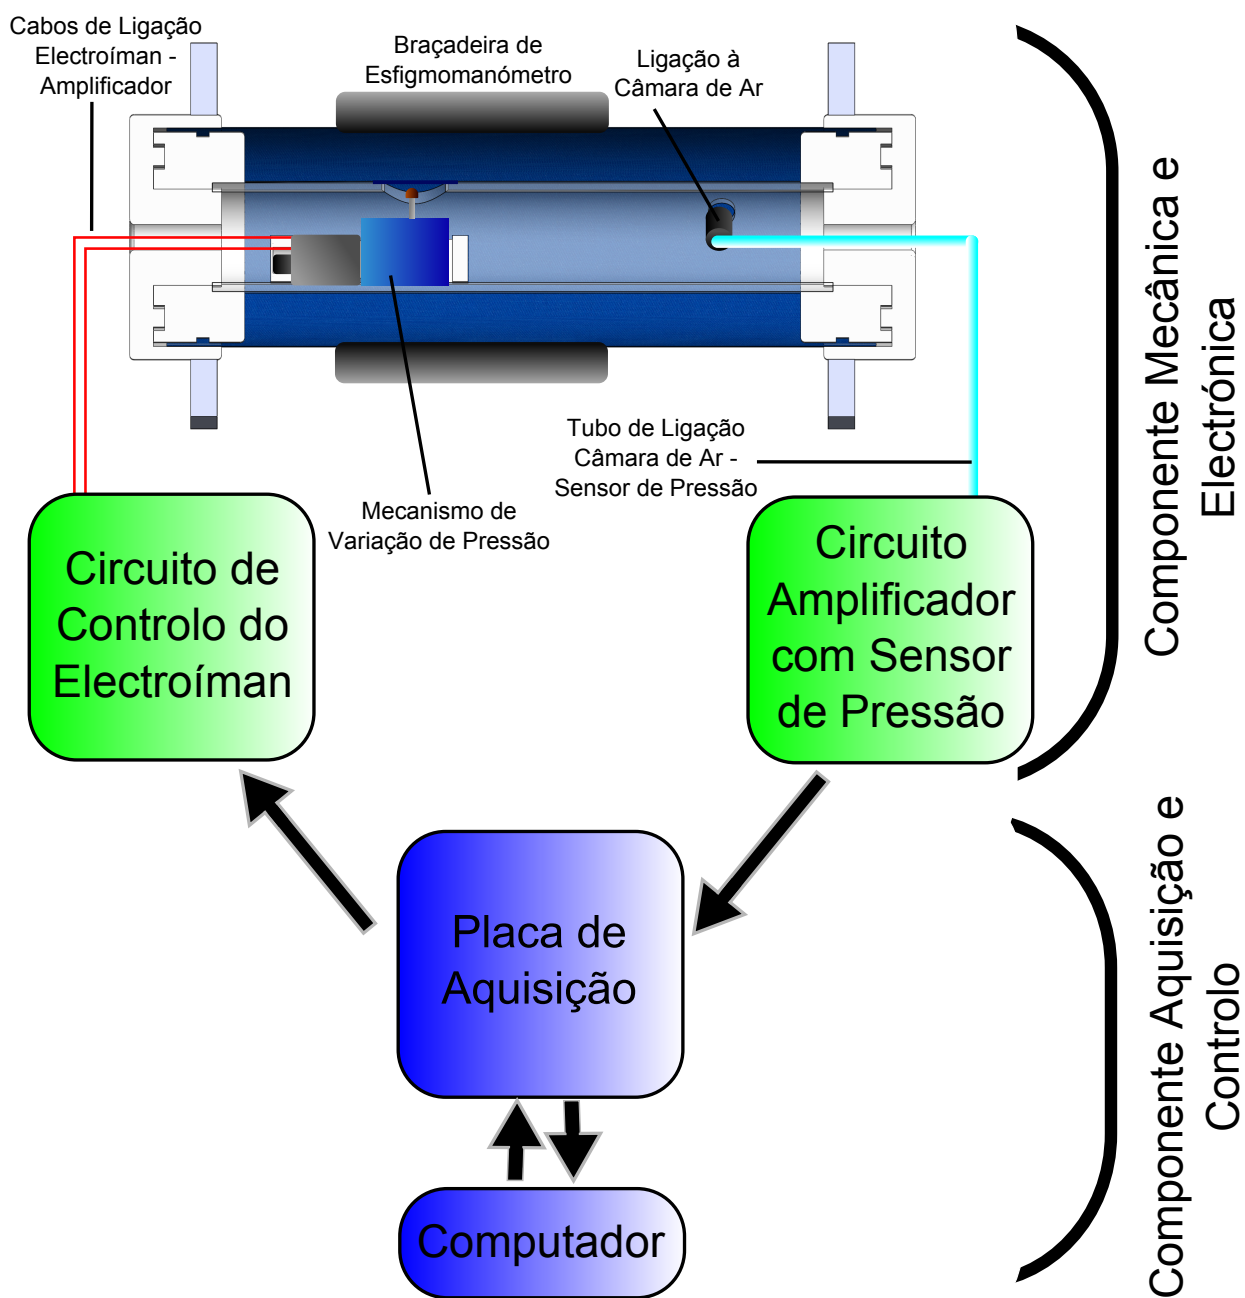 Cabos de Ligação
Electroíman -
Amplificador
Braçadeira de
Esfigmomanómetro
Ligação à
Câmara de Ar
Tubo de Ligação
Câmara de Ar -
Sensor de Pressão
Mecanismo de
Variação de Pressão
Circuito de
Controlo do
Electroíman
Circuito
Amplificador
com Sensor
de Pressão
Componente Mecânica e
Electrónica
Placa de
Aquisição
Computador
Componente Aquisição e
Controlo